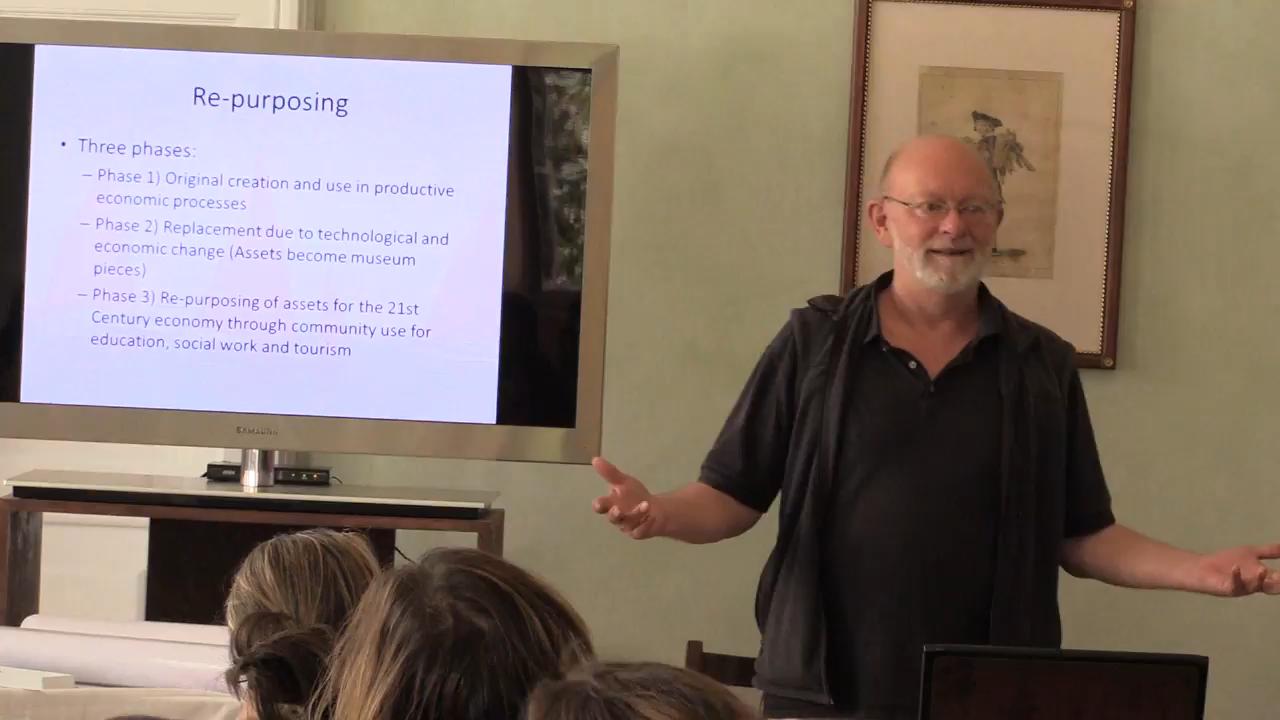 Re-purposing
• Three phases:
– Phase 1) Original creation and use in productive
economic processes
– Phase 2) Replacement due to technological and
economic change (Assets become museum
pieces)
– Phase 3) Re-purposing of assets for the 21st
Century economy through community use for
education, social work and tourism
SAMSUNG